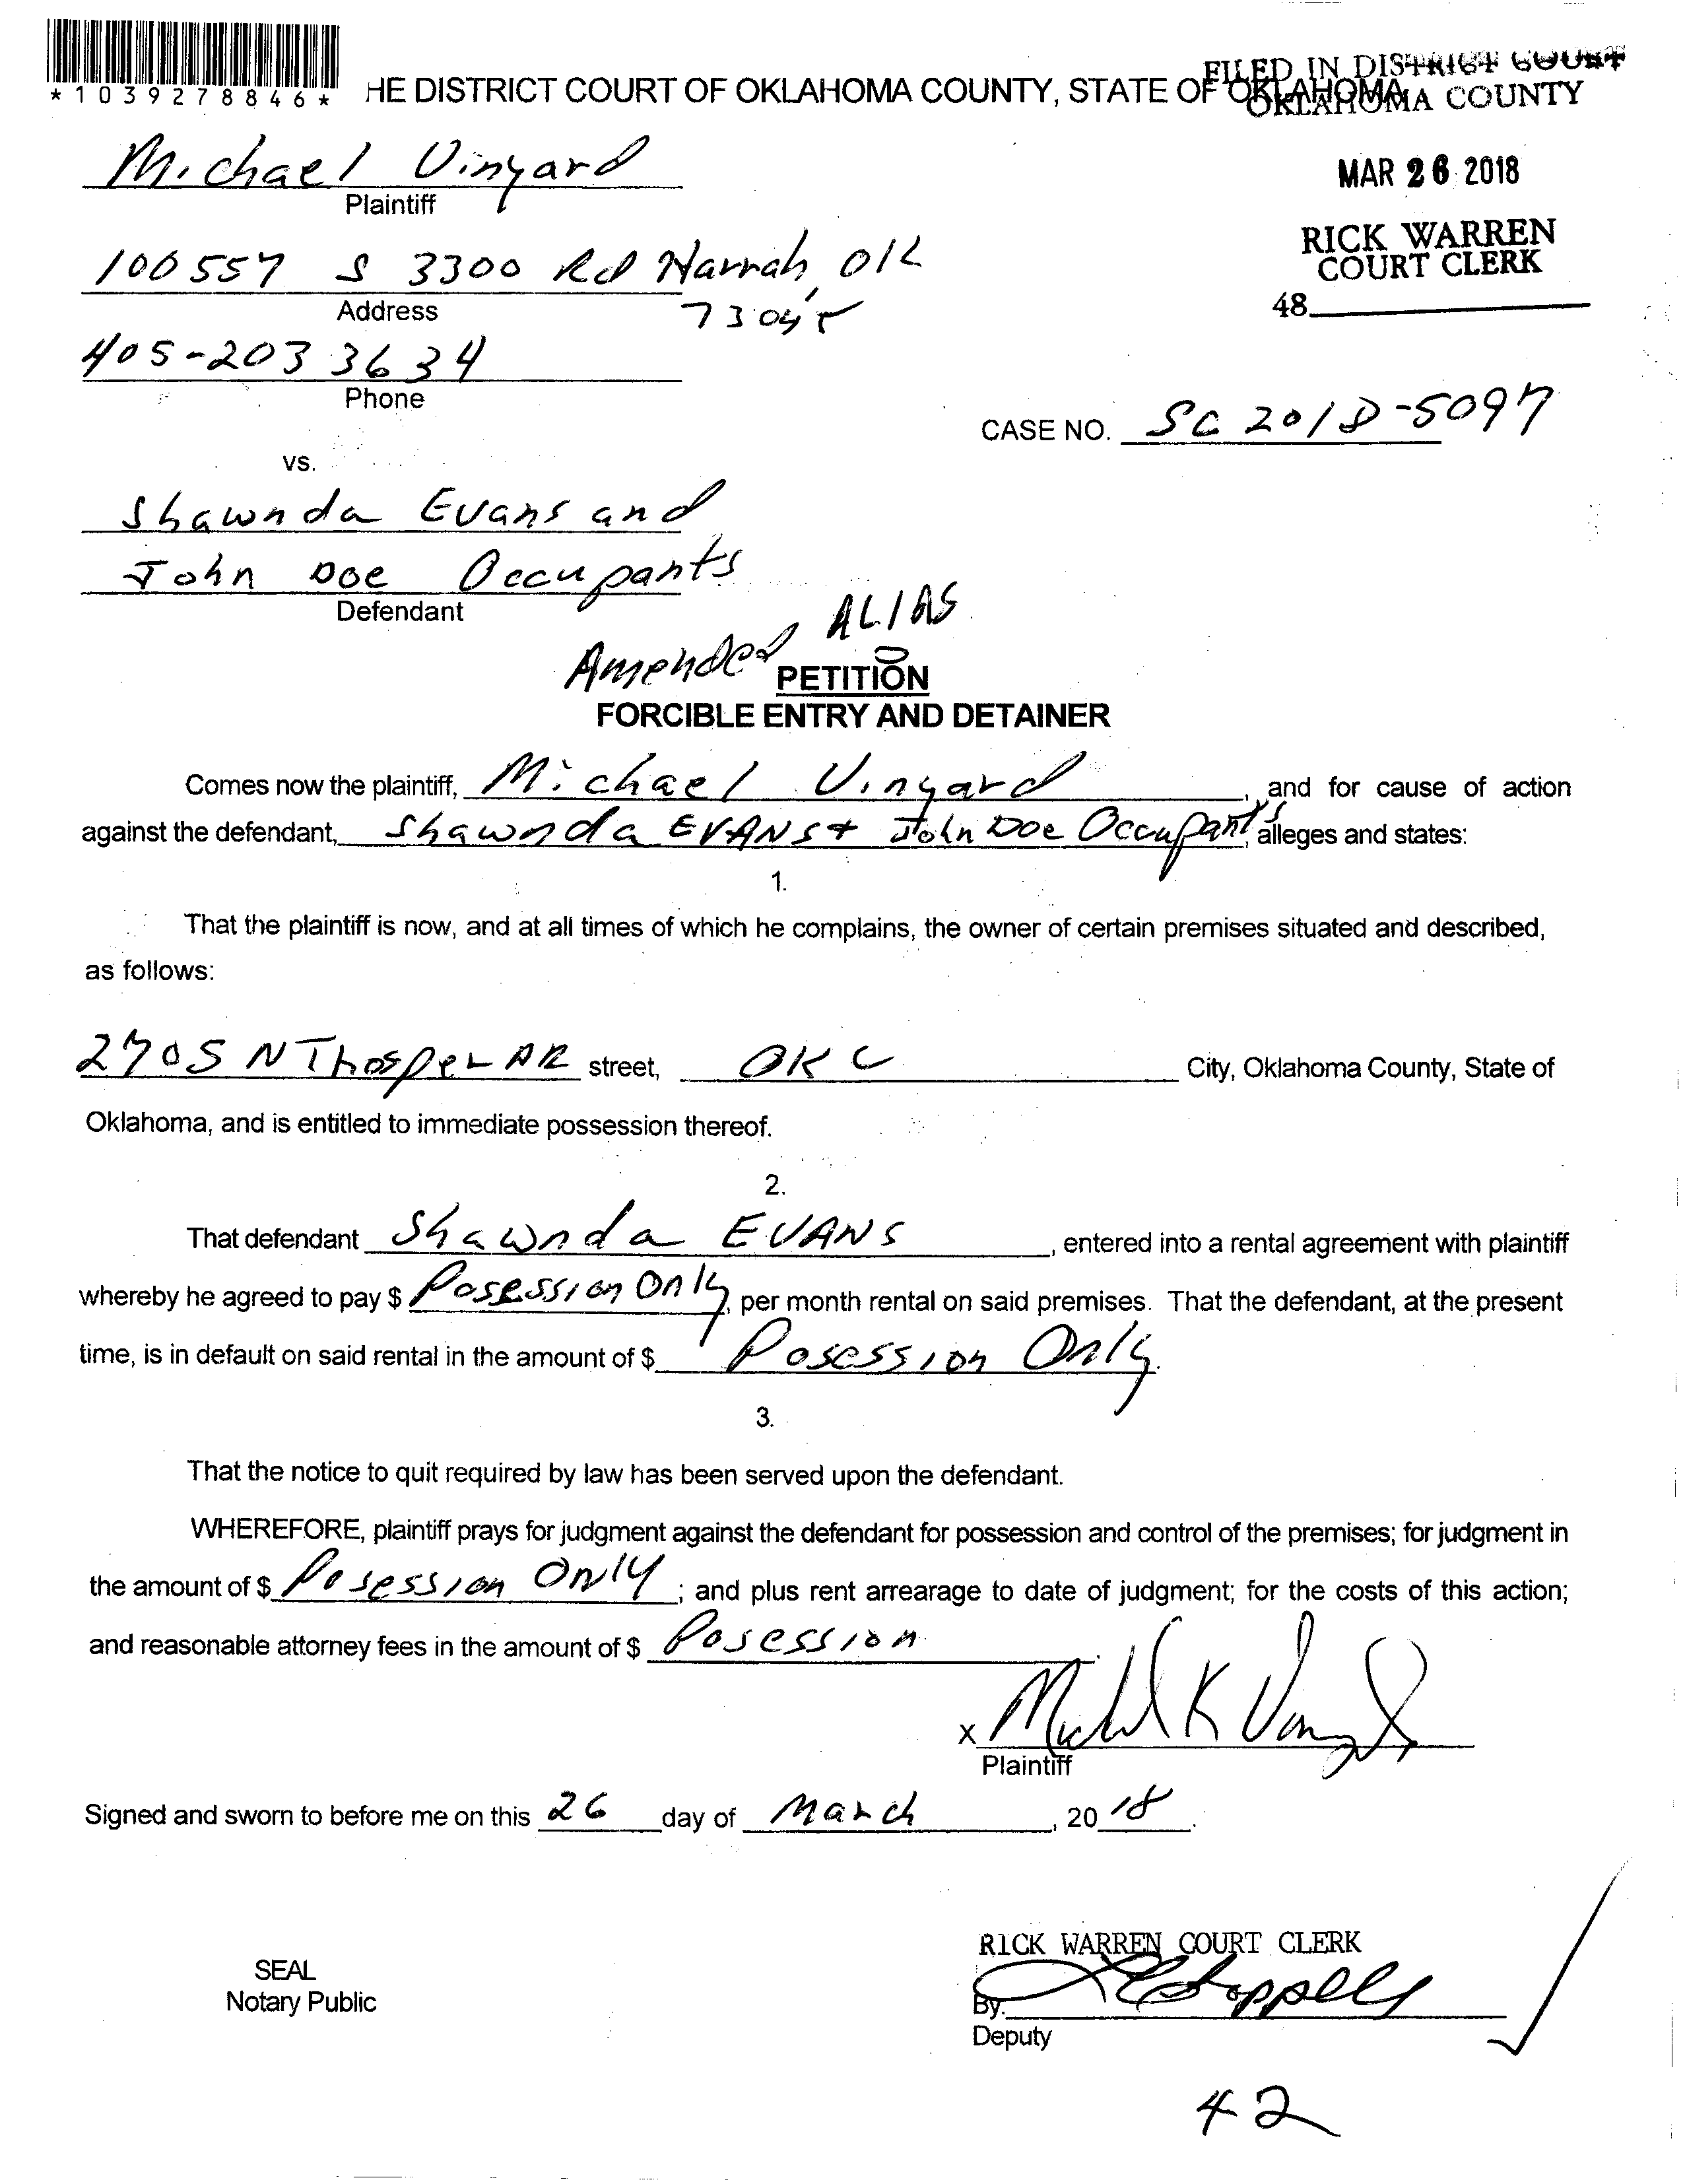 *1039278846*
HE DISTRICT COURT OF OKLAHOMA COUNTY, STATE OF OKLAHOMA
FILED IN DISTRICT COURT
OKLAHOMA COUNTY
MAR 26 2018
RICK WARREN
COURT CLERK
48
Michael Vinyard
Plaintiff
100557 S 3300 Rd Harrah, OK
73045
Address
405-203 3634
Phone
CASE NO. SC 2018-5097
vs.
Shawnda Evans and
John Doe Occupants
Defendant
Amended ALIAS
PETITION
FORCIBLE ENTRY AND DETAINER
Comes now the plaintiff, Michael Vinyard, and for cause of action
against the defendant, Shawnda EVANS + John Doe Occupants, alleges and states:
1.
That the plaintiff is now, and at all times of which he complains, the owner of certain premises situated and described,
as follows:
2705 N street, OKC City, Oklahoma County, State of
Oklahoma, and is entitled to immediate possession thereof.
2.
That defendant Shawnda EVANS, entered into a rental agreement with plaintiff
whereby he agreed to pay $ Posession Only, per month rental on said premises. That the defendant, at the present
time, is in default on said rental in the amount of $ Posession Only.
3.
That the notice to quit required by law has been served upon the defendant.
WHEREFORE, plaintiff prays for judgment against the defendant for possession and control of the premises; for judgment in
the amount of $ Posession Only; and plus rent arrearage to date of judgment; for the costs of this action;
and reasonable attorney fees in the amount of $ Posession.
X Michael K Vinyard
Plaintiff
Signed and sworn to before me on this 26 day of March, 2018.
RICK WARREN COURT CLERK
SEAL
Notary Public
By:
Deputy
42